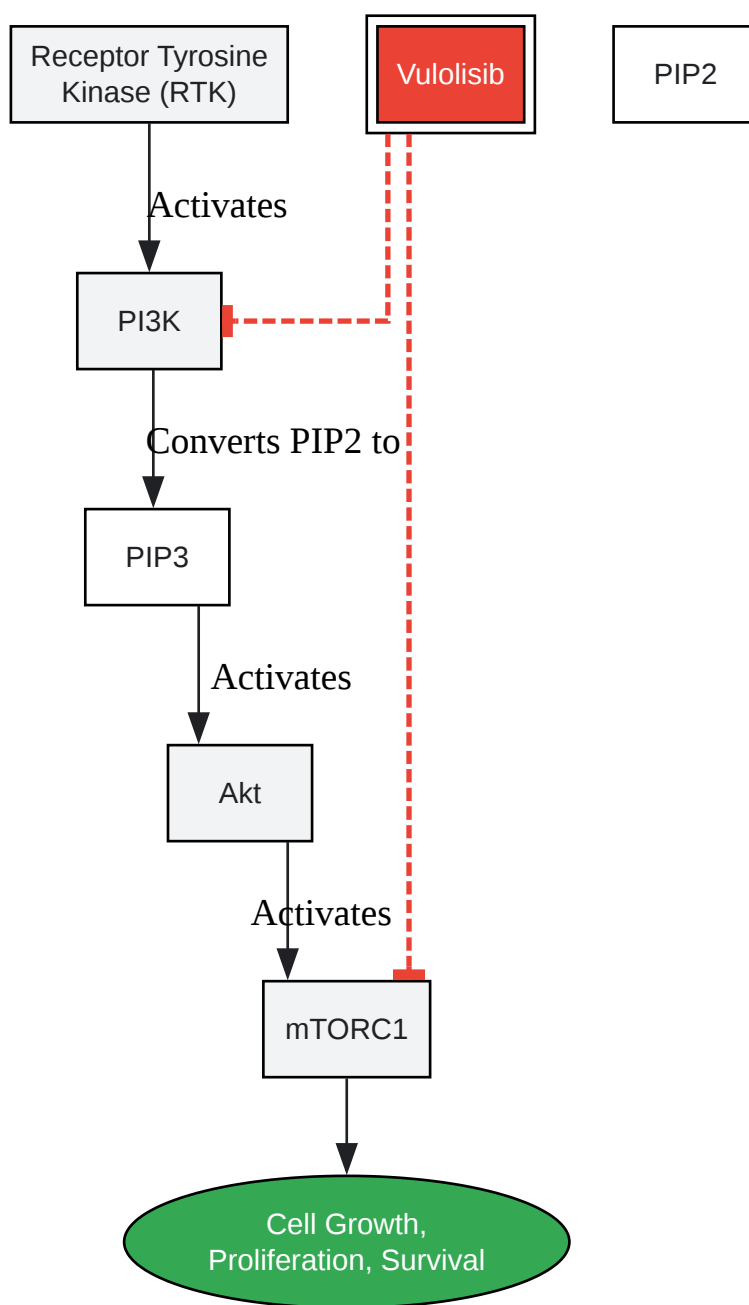 Receptor Tyrosine
Kinase (RTK)
Vulolisib
PIP2
Activates
PI3K
Converts PIP2 to
PIP3
Activates
Akt
Activates
mTORC1
Cell Growth,
Proliferation, Survival